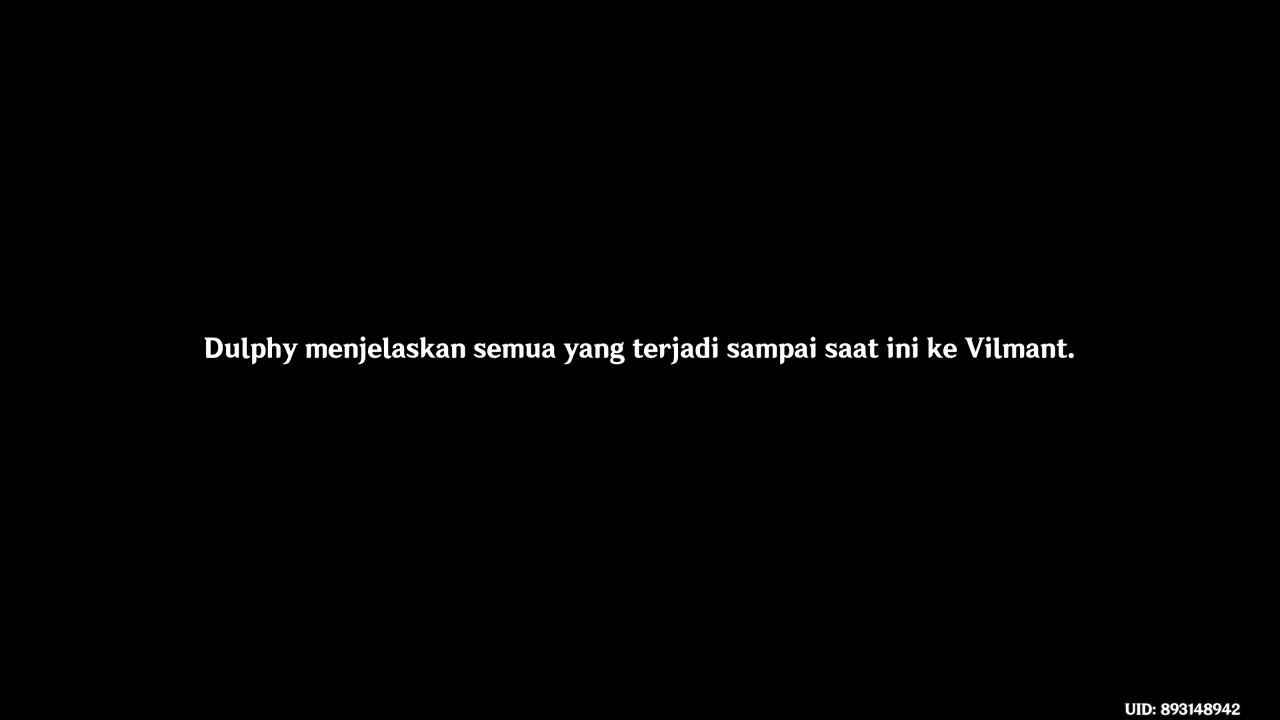 Dulphy menjelaskan semua yang terjadi sampai saat ini ke Vilmant.
UID: 893148942